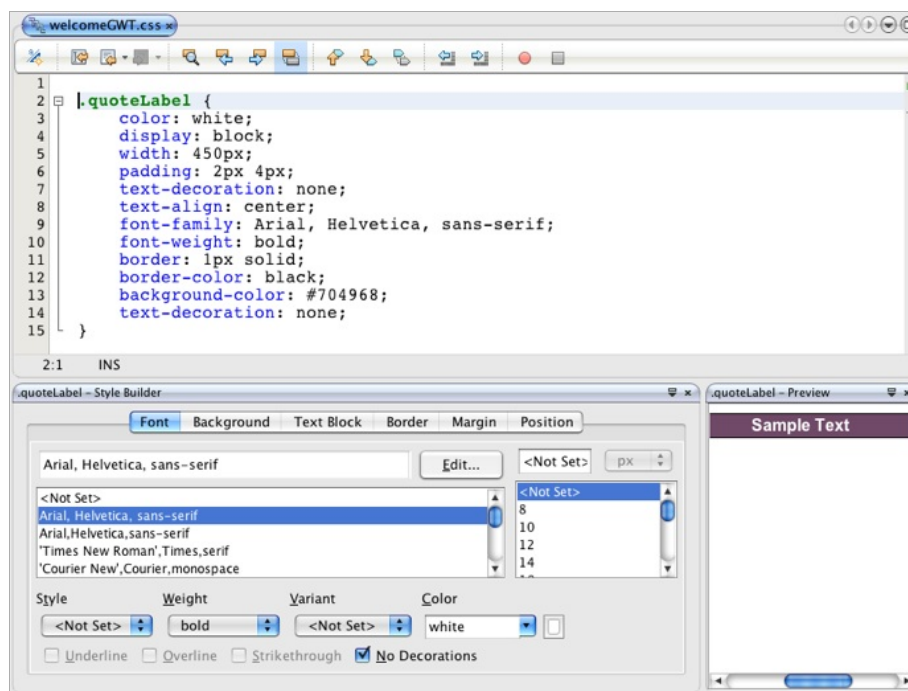 welcomeGWT.css ×
1
2 .quoteLabel {
3 color: white;
4 display: block;
5 width: 450px;
6 padding: 2px 4px;
7 text-decoration: none;
8 text-align: center;
9 font-family: Arial, Helvetica, sans-serif;
10 font-weight: bold;
11 border: 1px solid;
12 border-color: black;
13 background-color: #704968;
14 text-decoration: none;
15 }
2:1 INS
.quoteLabel – Style Builder
Font Background Text Block Border Margin Position
Arial, Helvetica, sans-serif Edit... <Not Set> px
<Not Set>
Arial, Helvetica, sans-serif
Arial,Helvetica,sans-serif
'Times New Roman',Times,serif
'Courier New',Courier,monospace
<Not Set>
8
10
12
14
Style Weight Variant Color
<Not Set> bold <Not Set> white
Underline Overline Strikethrough No Decorations
.quoteLabel – Preview
Sample Text